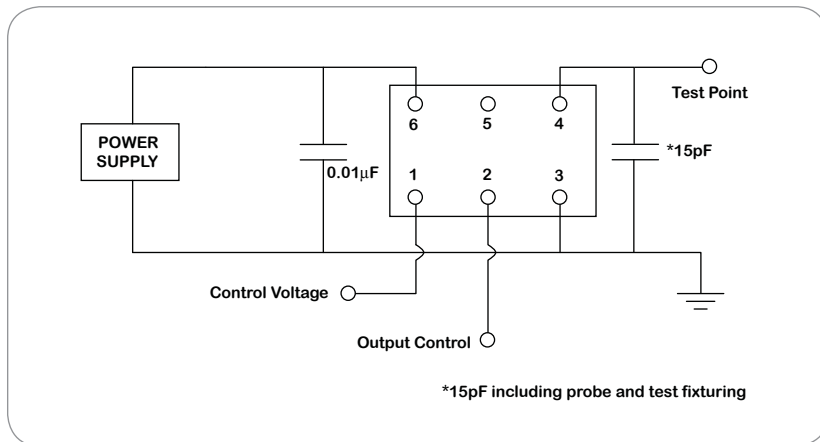 Test Point
6
5
4
POWER
SUPPLY
0.01μF
*15pF
1
2
3
Control Voltage
Output Control
*15pF including probe and test fixturing